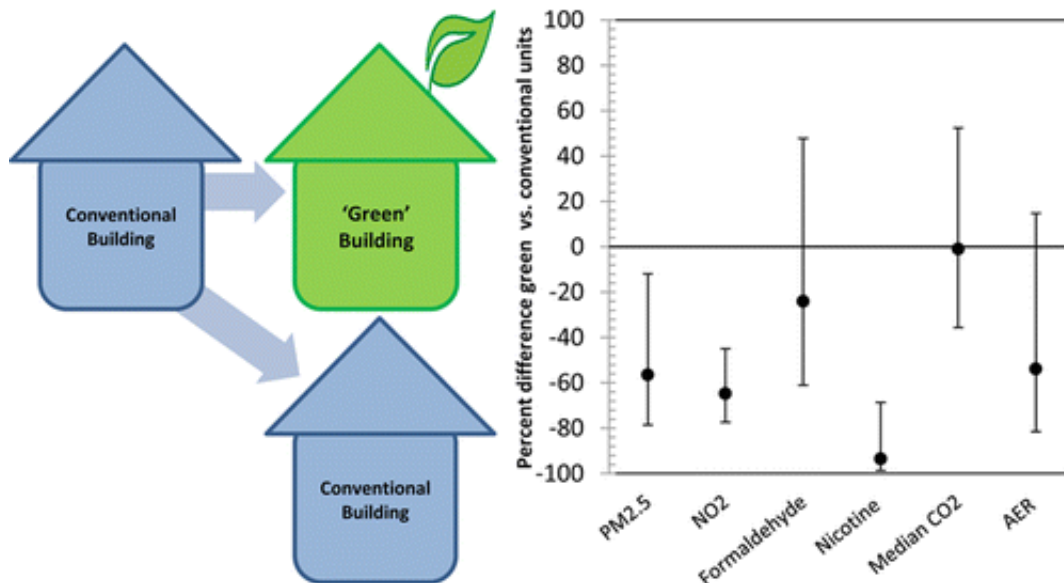 Conventional
Building
‘Green’
Building
Conventional
Building
Percent difference green vs. conventional units
100
80
60
40
20
0
-20
-40
-60
-80
-100
PM2.5
NO2
Formaldehyde
Nicotine
Median CO2
AER